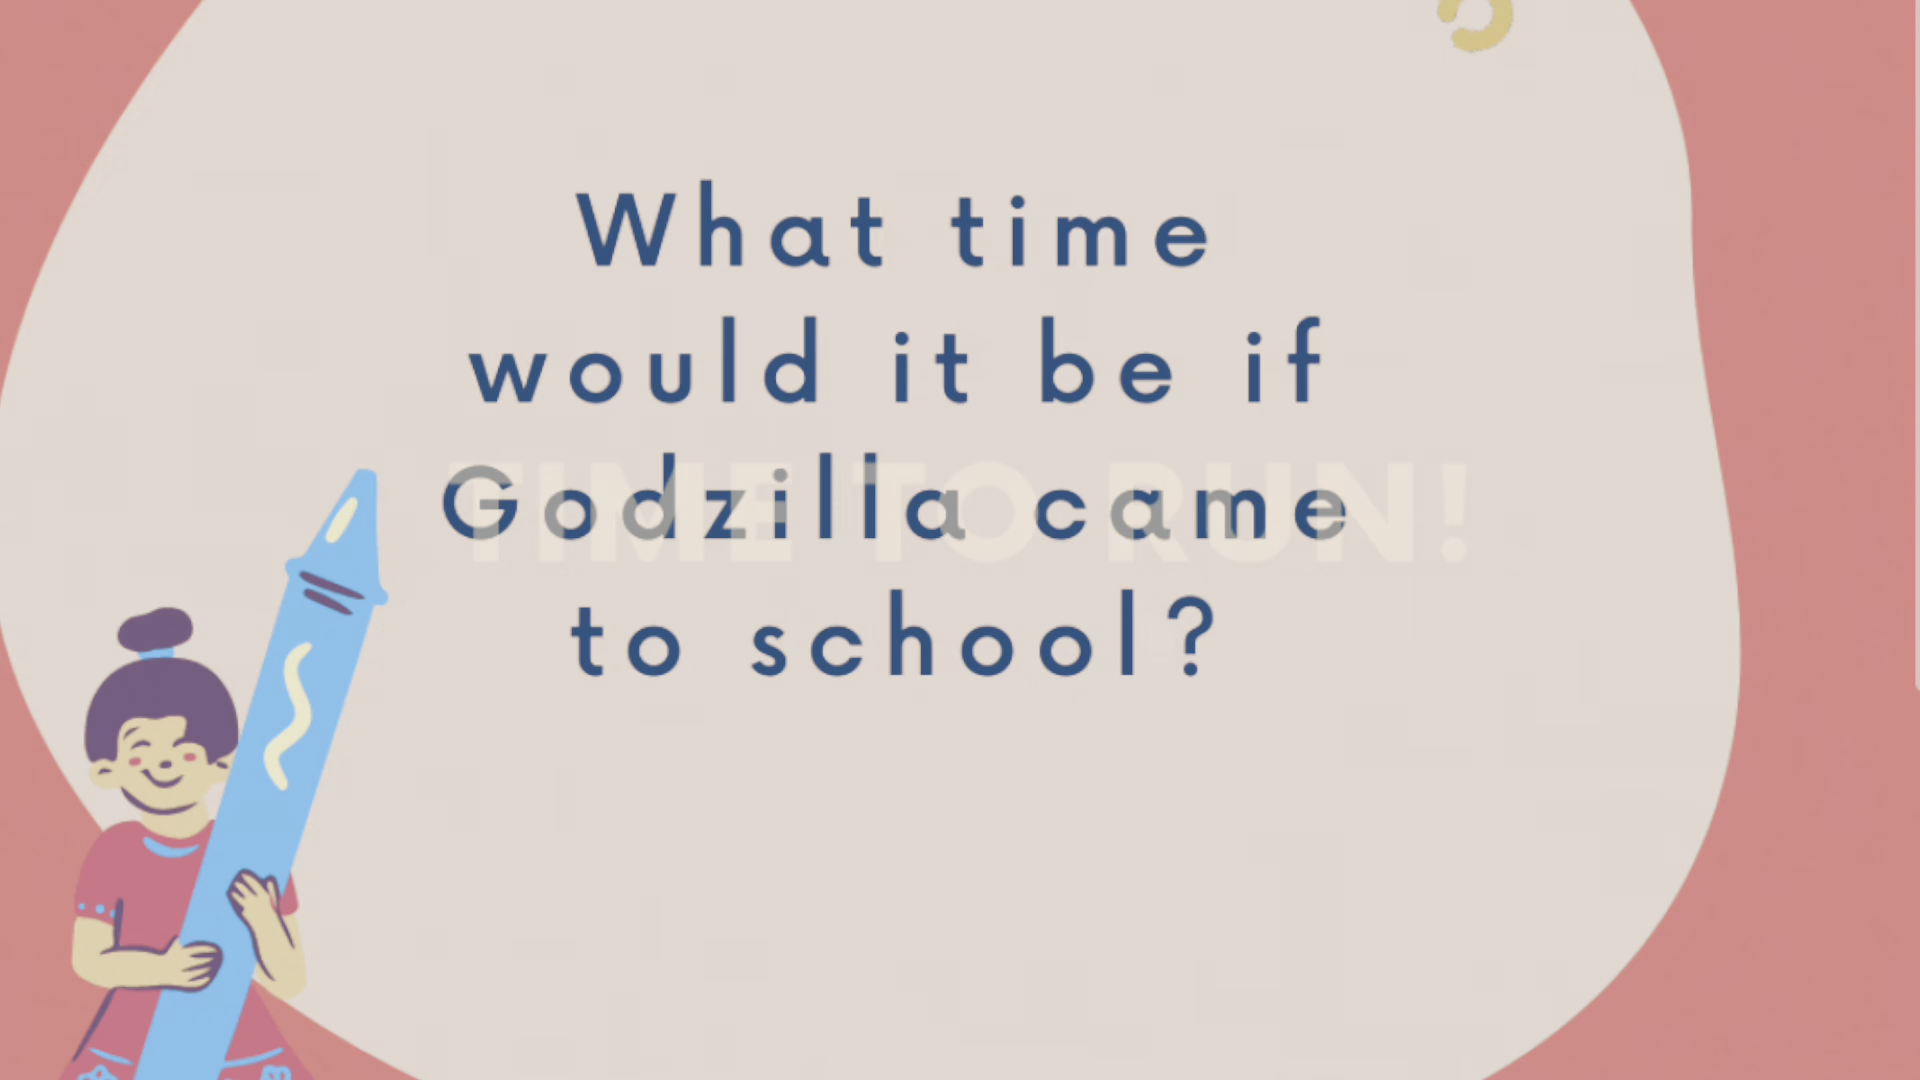 What time
would it be if
Godzilla came
TIME TO RUN!
to school?